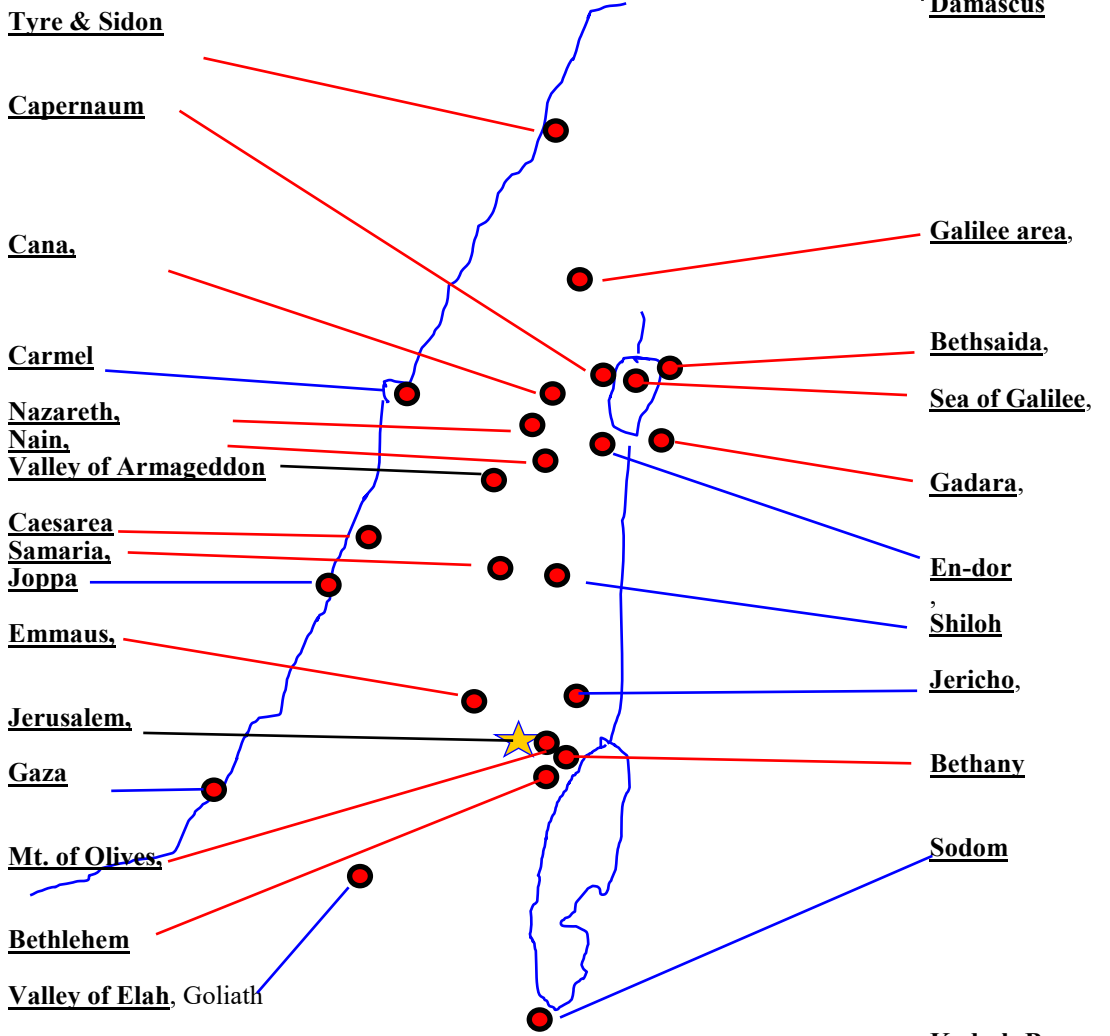 Tyre & Sidon
Capernaum
Cana,
Carmel
Nazareth,
Nain,
Valley of Armageddon
Caesarea
Samaria,
Joppa
Emmaus,
Jerusalem,
Gaza
Mt. of Olives,
Bethlehem
Valley of Elah, Goliath
Damascus
Galilee area,
Bethsaida,
Sea of Galilee,
Gadara,
En-dor
,
Shiloh
Jericho,
Bethany
Sodom